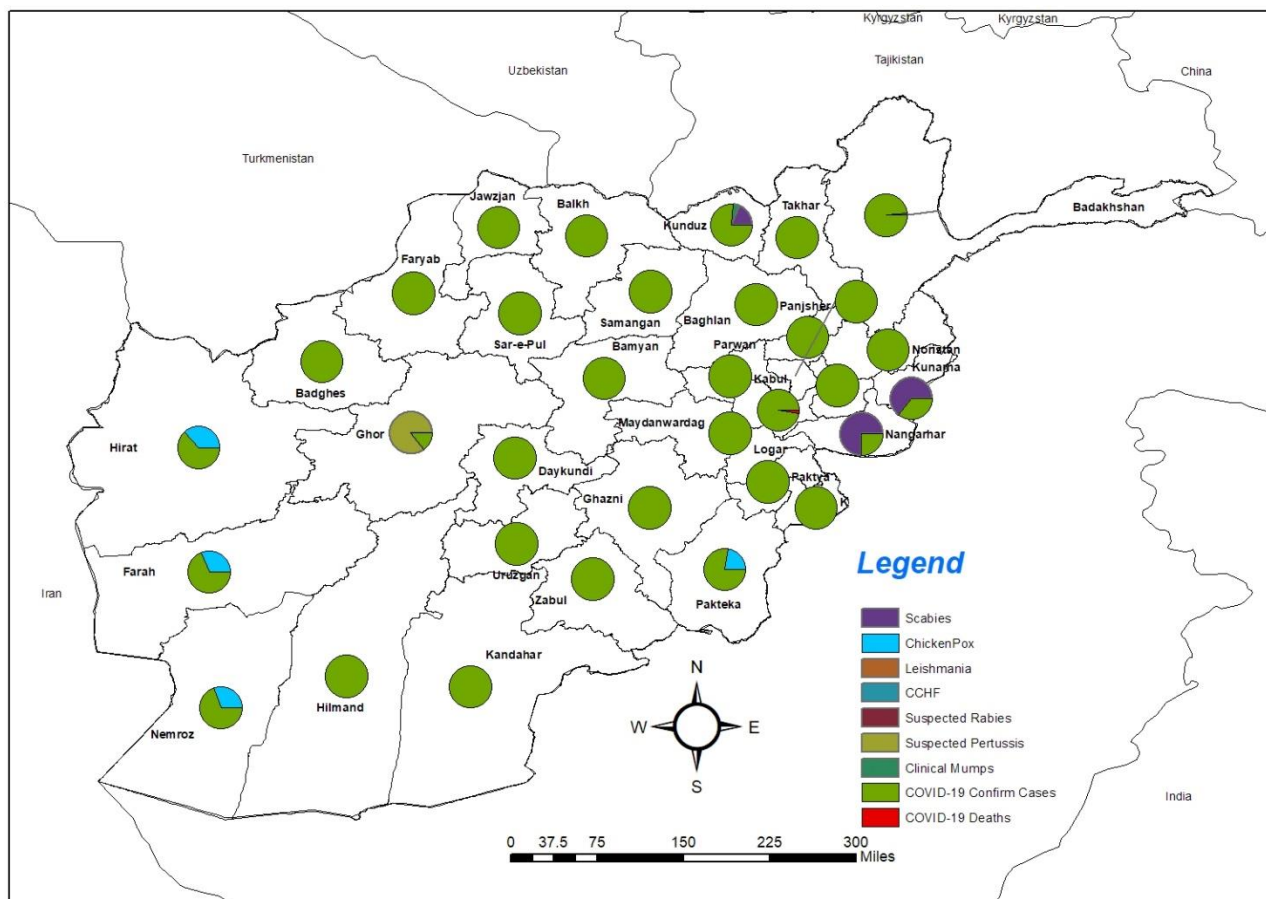 Kyrgyzstan
Kyrgyzstan
Uzbekistan
Tajikistan
China
Turkmenistan
Jawzjan
Balkh
Takhar
Kunduz
Badakhshan
Faryab
Panjsher
Samangan
Baghlan
Sar-e-Pul
Parwan
Bamyan
Noristan
Kunarha
Kabul
Badghes
Maydanwardag
Nangarhar
Ghor
Hirat
Logar
Daykundi
Paktya
Ghazni
K
Uruzgan
Farah
Iran
Zabul
Pakteka
Kandahar
Hilmand
Nemroz
Legend
Scabies
ChickenPox
Leishmania
CCHF
Suspected Rabies
Suspected Pertussis
Clinical Mumps
COVID-19 Confirm Cases
COVID-19 Deaths
N
W E
S
India
0 37.5 75 150 225 300
Miles